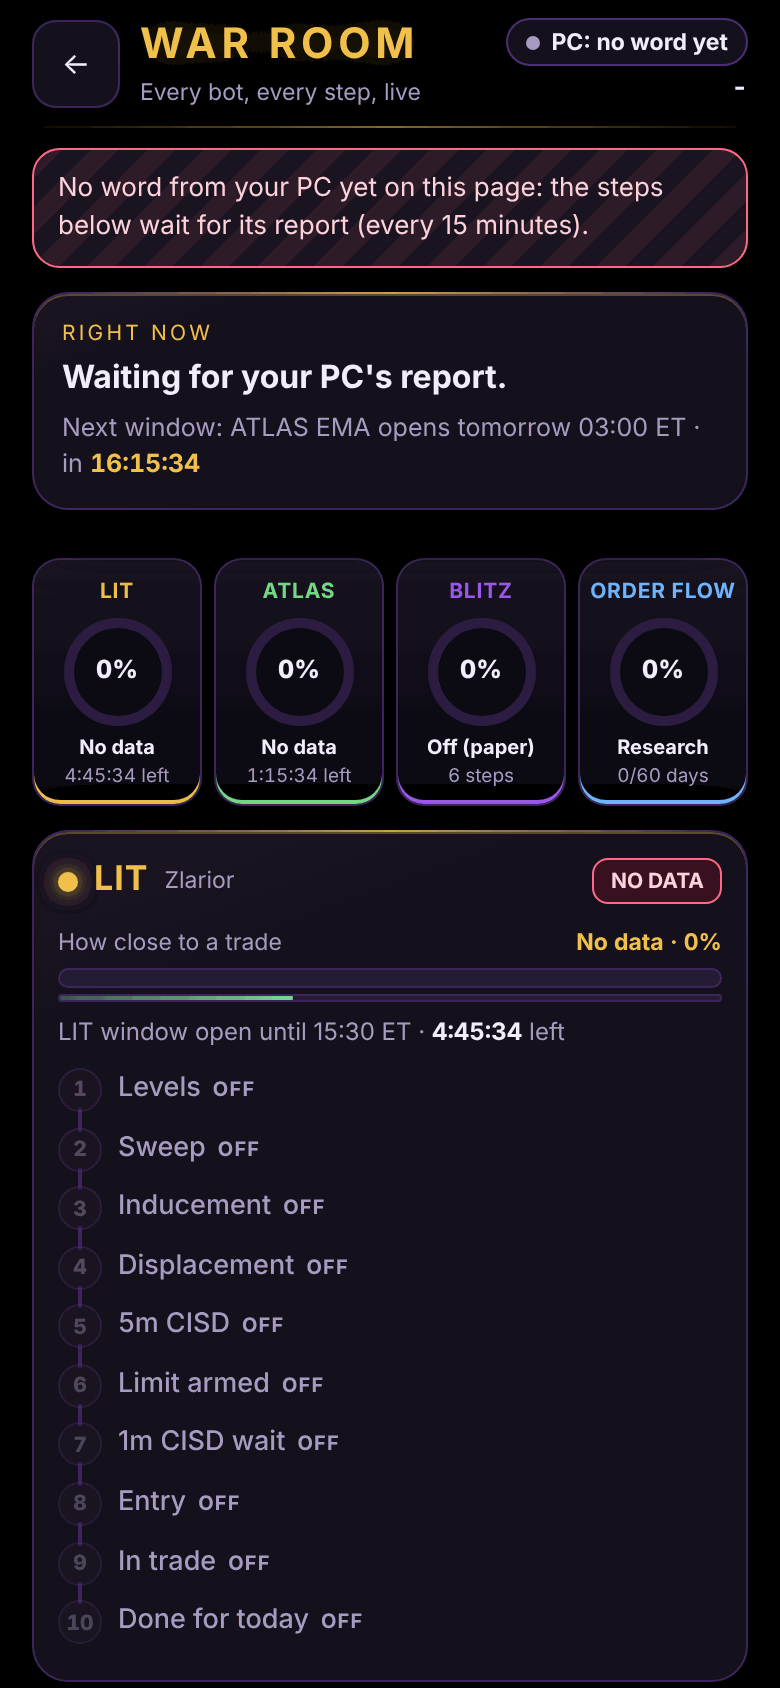 ←
WAR ROOM
PC: no word yet
Every bot, every step, live
-
No word from your PC yet on this page: the steps
below wait for its report (every 15 minutes).
RIGHT NOW
Waiting for your PC's report.
Next window: ATLAS EMA opens tomorrow 03:00 ET ·
in 16:15:34
LIT
0%
No data
4:45:34 left
ATLAS
0%
No data
1:15:34 left
BLITZ
0%
Off (paper)
6 steps
ORDER FLOW
0%
Research
0/60 days
LIT Zlarior
NO DATA
How close to a trade
No data · 0%
LIT window open until 15:30 ET · 4:45:34 left
1 Levels OFF
2 Sweep OFF
3 Inducement OFF
4 Displacement OFF
5 5m CISD OFF
6 Limit armed OFF
7 1m CISD wait OFF
8 Entry OFF
9 In trade OFF
10 Done for today OFF